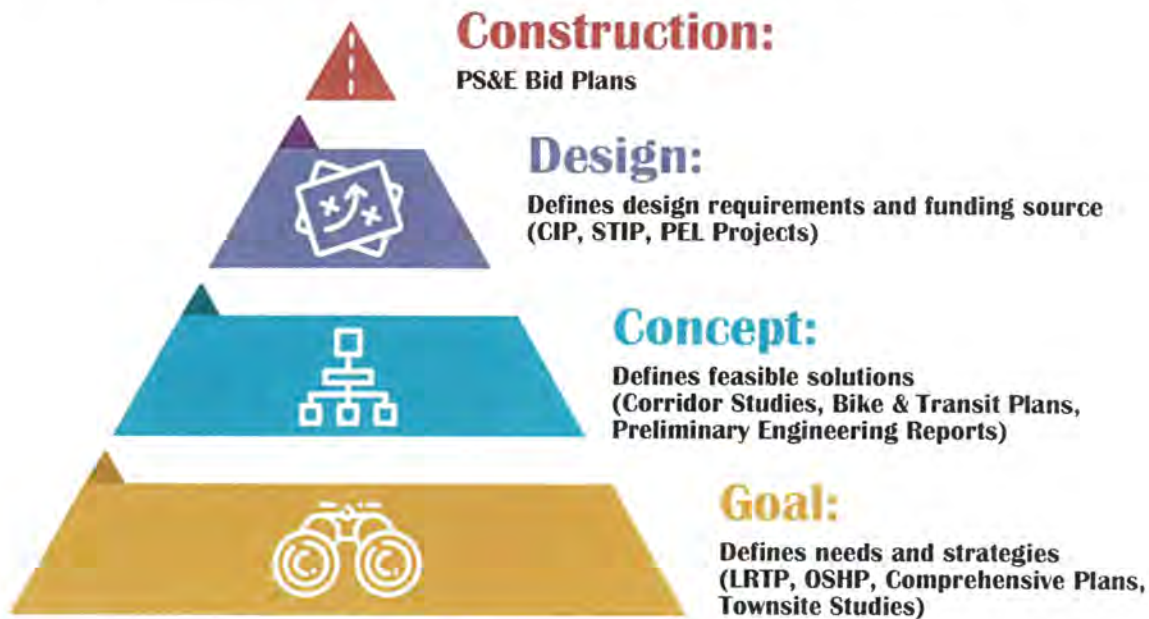 Construction:
PS&E Bid Plans
Design:
Defines design requirements and funding source
(CIP, STIP, PEL Projects)
Concept:
Defines feasible solutions
(Corridor Studies, Bike & Transit Plans,
Preliminary Engineering Reports)
Goal:
Defines needs and strategies
(LRTP, OSHP, Comprehensive Plans,
Townsite Studies)